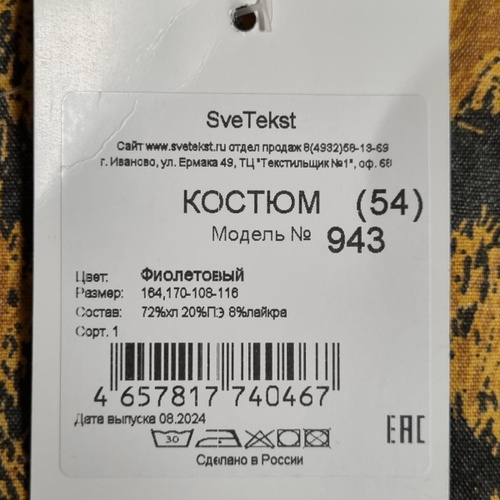 SveTekst
Сайт www.svetekst.ru отдел продаж 8(4932)58-13-69
г. Иваново, ул. Ермака 49, ТЦ "Текстильщик №1", оф. 68
КОСТЮМ (54)
Модель № 943
Цвет: Фиолетовый
Размер: 164,170-108-116
Состав: 72%хл 20%П.Э 8%лайкра
Сорт. 1
4 657817 740467
Дата выпуска 08.2024
30
EAC
Сделано в России